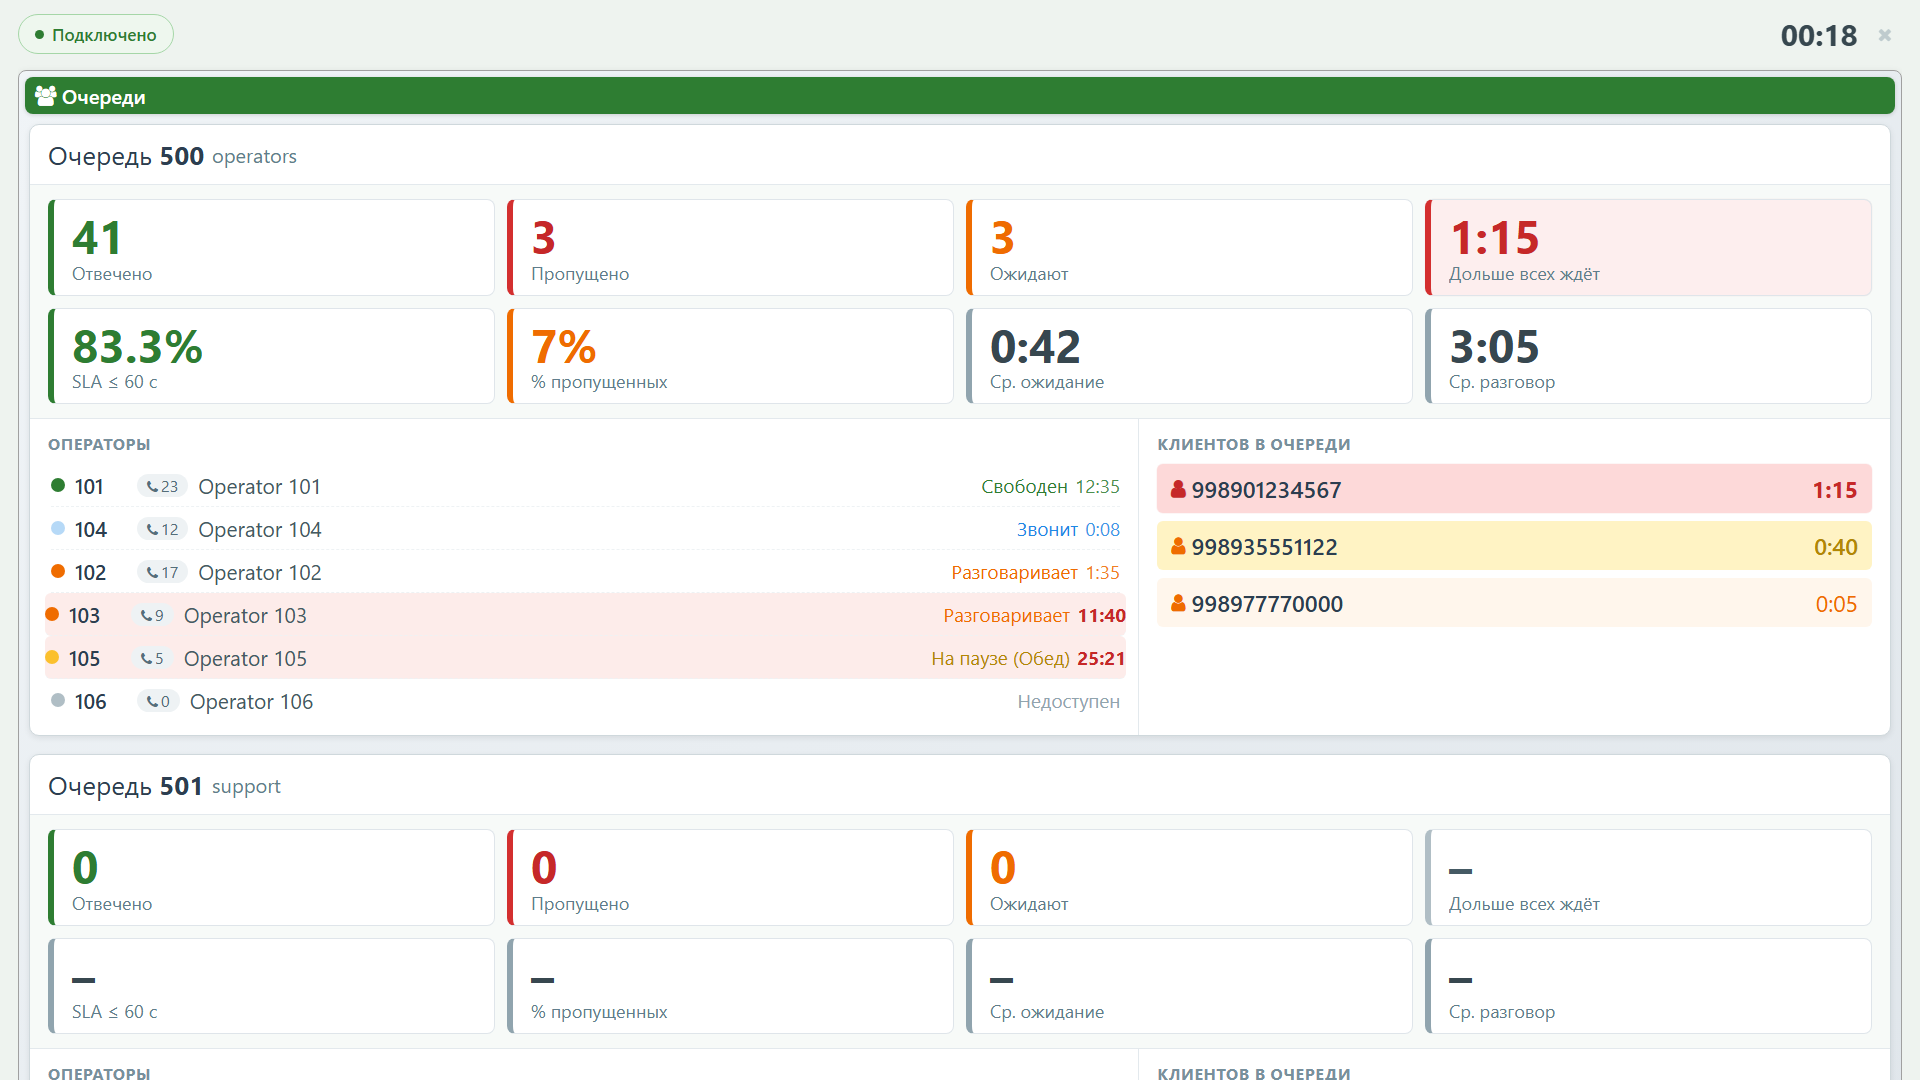 Подключено
00:18
Очереди
Очередь 500 operators
41
Отвечено
3
Пропущено
3
Ожидают
1:15
Дольше всех ждёт
83.3%
SLA ≤ 60 с
7%
% пропущенных
0:42
Ср. ожидание
3:05
Ср. разговор
ОПЕРАТОРЫ
101 23 Operator 101 Свободен 12:35
104 12 Operator 104 Звонит 0:08
102 17 Operator 102 Разговаривает 1:35
103 9 Operator 103 Разговаривает 11:40
105 5 Operator 105 На паузе (Обед) 25:21
106 0 Operator 106 Недоступен
КЛИЕНТОВ В ОЧЕРЕДИ
998901234567 1:15
998935551122 0:40
998977770000 0:05
Очередь 501 support
0
Отвечено
0
Пропущено
0
Ожидают
–
Дольше всех ждёт
–
SLA ≤ 60 с
–
% пропущенных
–
Ср. ожидание
–
Ср. разговор
ОПЕРАТОРЫ
КЛИЕНТОВ В ОЧЕРЕДИ